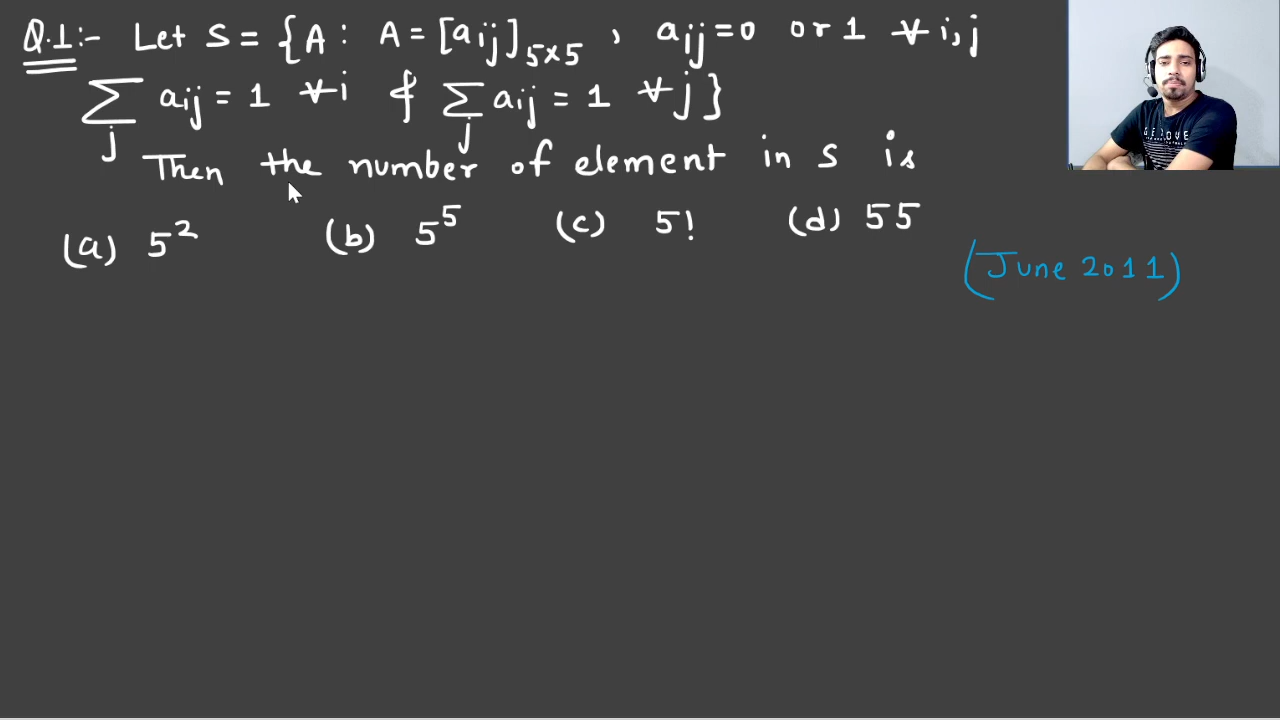 Q.1:- Let S = {A : A = [aij]5×5 , aij=0 or 1 ∀ i,j
∑j aij = 1 ∀ i & ∑j aij = 1 ∀ j}
Then the number of element in S is
(a) 5² (b) 5⁵ (c) 5! (d) 55
(June 2011)